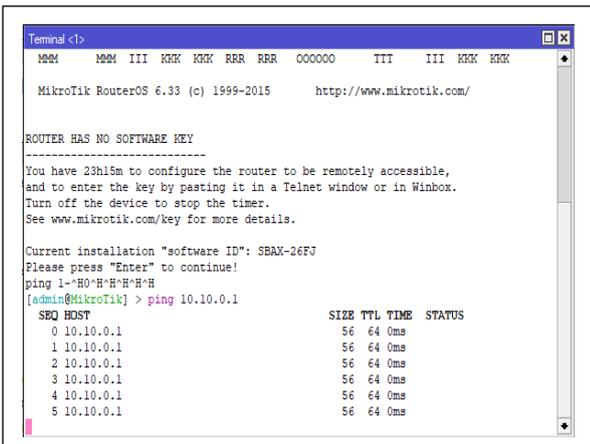 Terminal <1>
MMM MMM III KKK KKK RRR RRR OOOOOO TTT III KKK KKK
MikroTik RouterOS 6.33 (c) 1999-2015 http://www.mikrotik.com/
ROUTER HAS NO SOFTWARE KEY
----------------------------
You have 23h15m to configure the router to be remotely accessible,
and to enter the key by pasting it in a Telnet window or in Winbox.
Turn off the device to stop the timer.
See www.mikrotik.com/key for more details.
Current installation "software ID": SBAX-26FJ
Please press "Enter" to continue!
ping 1-^H0^H^H^H^H^H
[admin@MikroTik] > ping 10.10.0.1
SEQ HOST SIZE TTL TIME STATUS
0 10.10.0.1 56 64 0ms
1 10.10.0.1 56 64 0ms
2 10.10.0.1 56 64 0ms
3 10.10.0.1 56 64 0ms
4 10.10.0.1 56 64 0ms
5 10.10.0.1 56 64 0ms